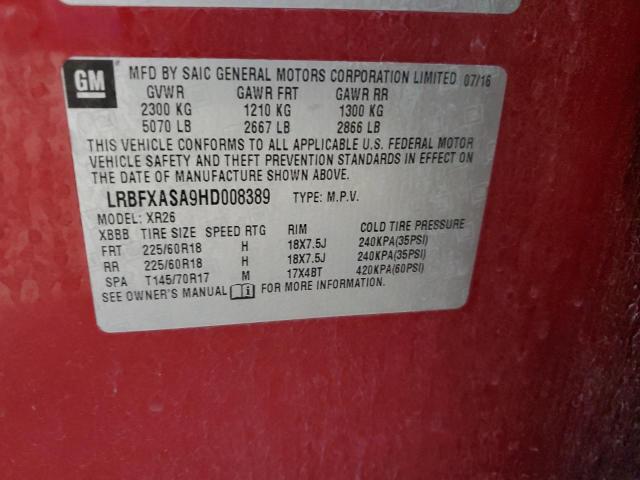 GM
MFD BY SAIC GENERAL MOTORS CORPORATION LIMITED 07/16
GVWR GAWR FRT GAWR RR
2300 KG 1210 KG 1300 KG
5070 LB 2667 LB 2866 LB
THIS VEHICLE CONFORMS TO ALL APPLICABLE U.S. FEDERAL MOTOR
VEHICLE SAFETY AND THEFT PREVENTION STANDARDS IN EFFECT ON
THE DATE OF MANUFACTURE SHOWN ABOVE.
LRBFXASA9HD008389 TYPE: M.P.V.
MODEL: XR26
XBBB TIRE SIZE SPEED RTG RIM COLD TIRE PRESSURE
FRT 225/60R18 H 18X7.5J 240KPA(35PSI)
RR 225/60R18 H 18X7.5J 240KPA(35PSI)
SPA T145/70R17 M 17X4BT 420KPA(60PSI)
SEE OWNER'S MANUAL FOR MORE INFORMATION.